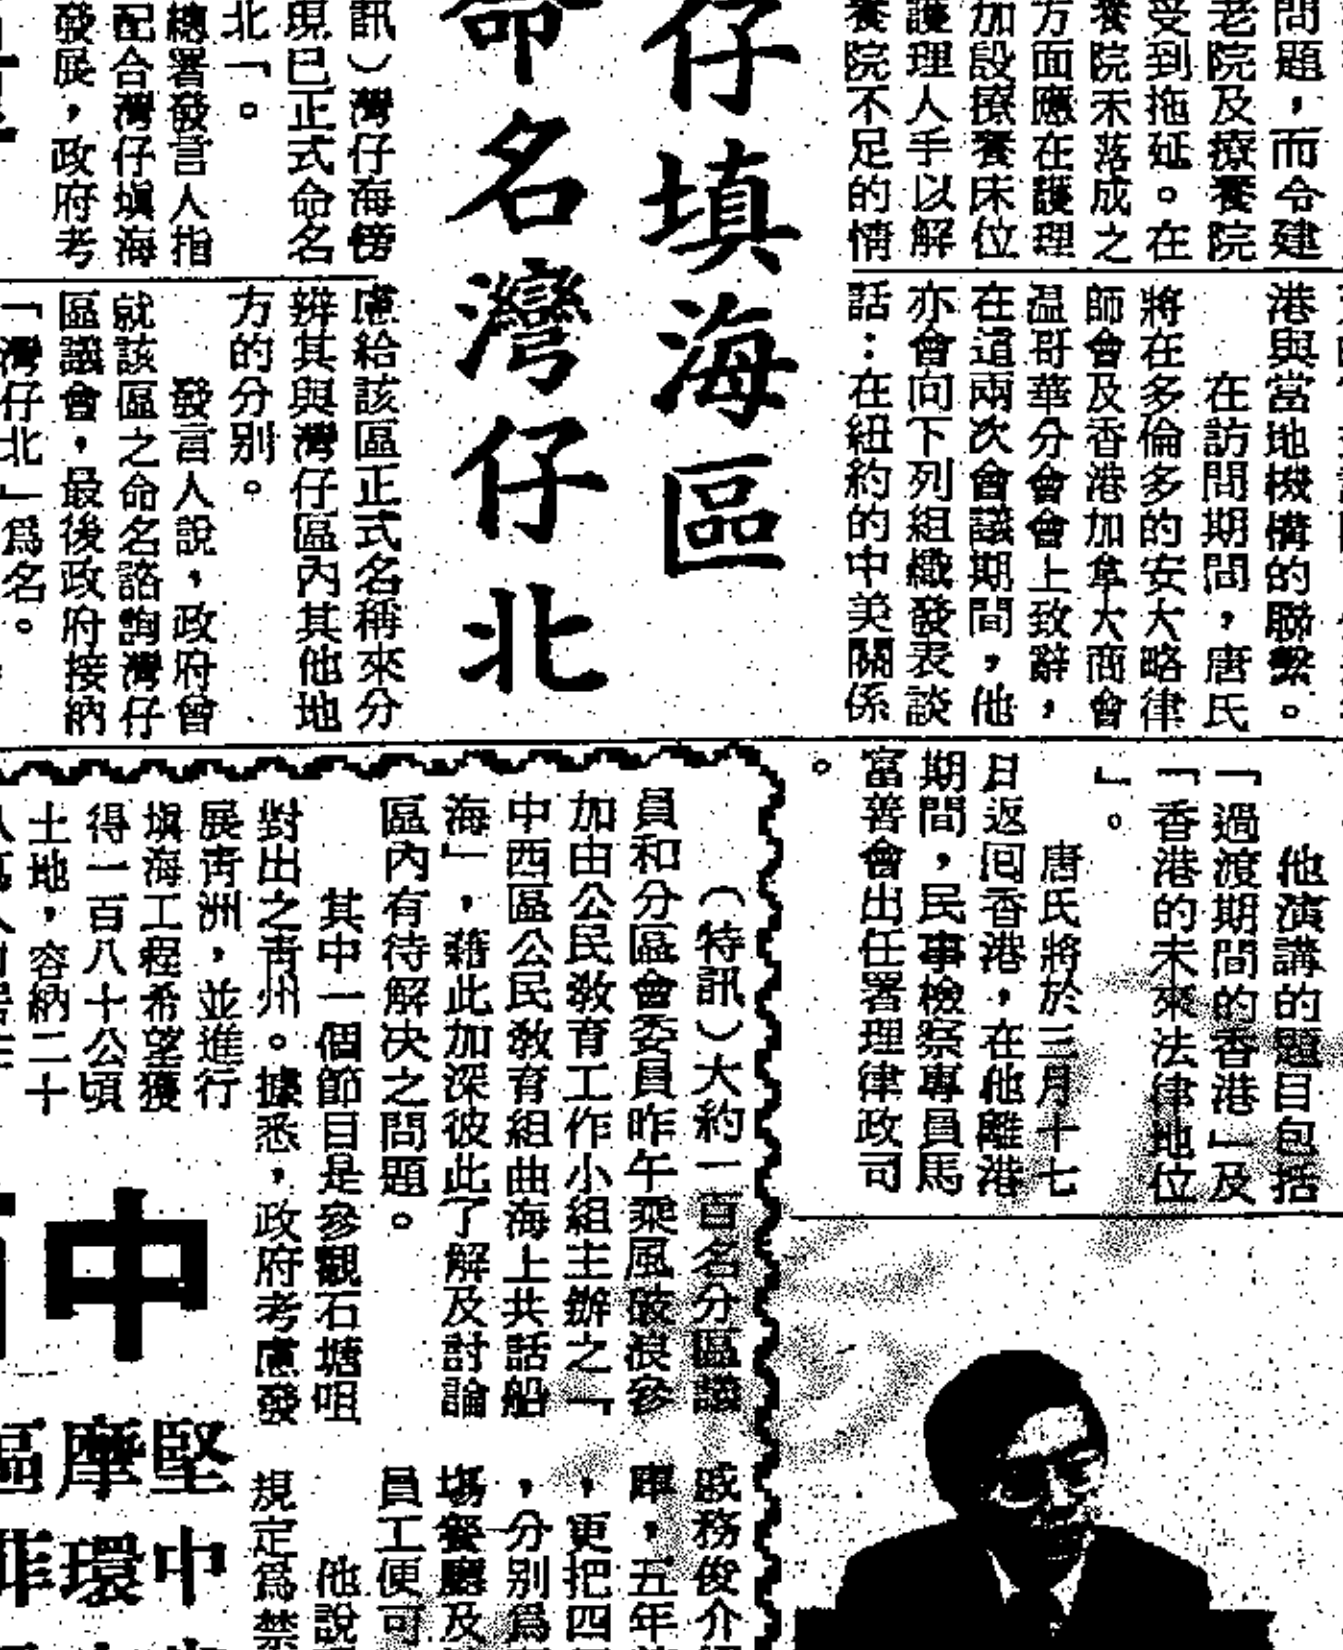 問題，而令建
老院及療養院
受到拖延。在
養院未落成之
方面應在護理
加設療養床位
護理人手以解
養院不足的情
港與當地機構的聯繫。
在訪問期間，唐氏
將在多倫多的安大略律
師會及香港加拿大商會
温哥華分會會上致辭，
在這兩次會議期間，他
亦會向下列組織發表談
話：在紐約的中美關係
他演講的題目包括
「過渡期間的香港」及
「香港的未來法律地位
」。
唐氏將於三月十七
日返囘香港，在他離港
期間，民事檢察專員馬
富善會出任署理律政司
。
仔填海區
命名灣仔北
訊）灣仔海傍
現已正式命名
北「。
總署發言人指
配合灣仔填海
發展，政府考
慮給該區正式名稱來分
辨其與灣仔區內其他地
方的分别。
發言人說，政府曾
就該區之命名諮詢灣仔
區議會，最後政府接納
「灣仔北」爲名。
（特訊）大約一百名分區議
員和分區會委員昨午乘風破浪參
加由公民敎育工作小組主辦之「
中西區公民敎育組曲海上共話船
海」，藉此加深彼此了解及討論
區內有待解決之問題。
其中一個節目是參觀石塘咀
對出之靑州。據悉，政府考慮發
展靑洲，並進行
填海工程希望獲
得一百八十公頃
土地，容納二十
戚務俊介
庫，五年
，更把四
，分别爲
塲餐廳及
員工便可
他說
規定爲禁
中
堅中
摩環
區